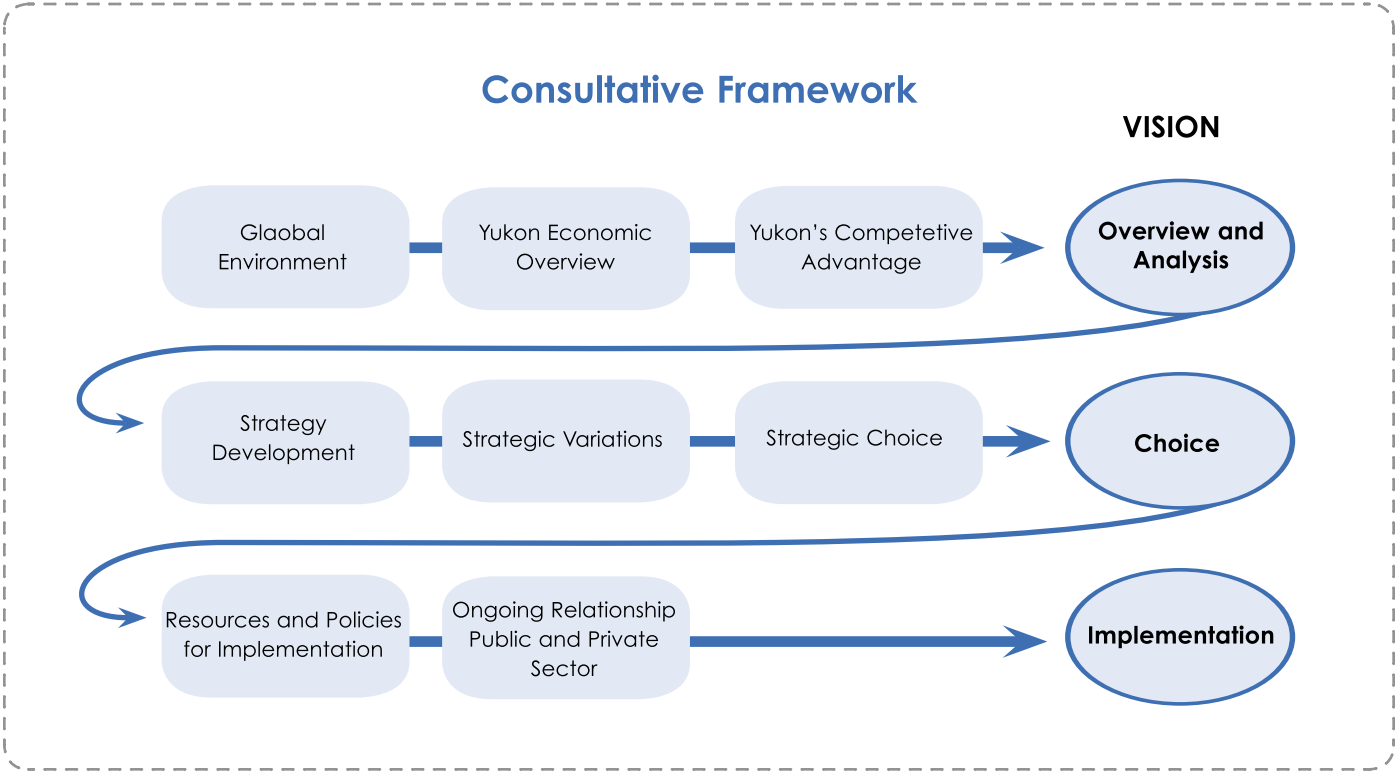 Consultative Framework
VISION
Glaobal
Environment
Yukon Economic
Overview
Yukon’s Competetive
Advantage
Overview and
Analysis
Strategy
Development
Strategic Variations
Strategic Choice
Choice
Resources and Policies
for Implementation
Ongoing Relationship
Public and Private
Sector
Implementation